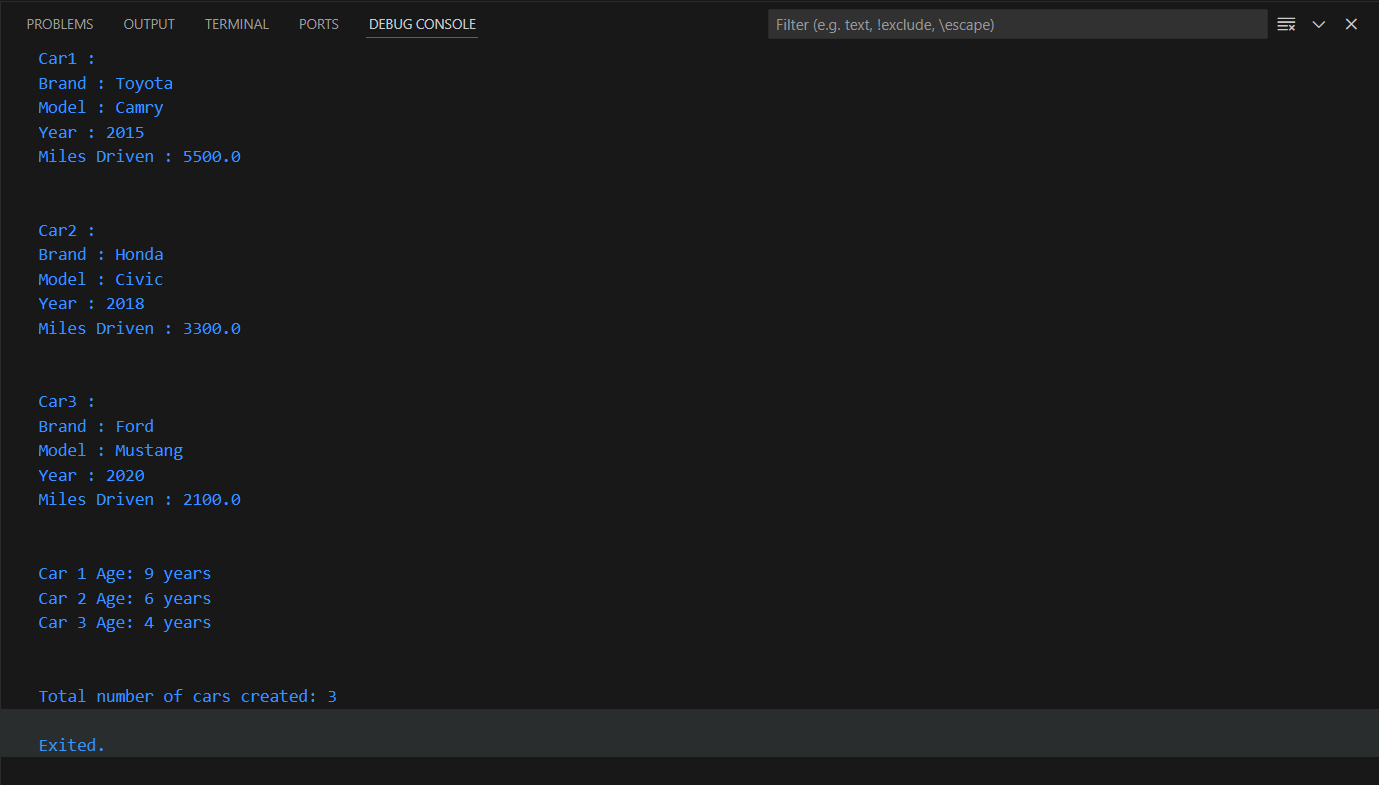 PROBLEMS OUTPUT TERMINAL PORTS DEBUG CONSOLE Filter (e.g. text, !exclude, \escape)
Car1 :
Brand : Toyota
Model : Camry
Year : 2015
Miles Driven : 5500.0
Car2 :
Brand : Honda
Model : Civic
Year : 2018
Miles Driven : 3300.0
Car3 :
Brand : Ford
Model : Mustang
Year : 2020
Miles Driven : 2100.0
Car 1 Age: 9 years
Car 2 Age: 6 years
Car 3 Age: 4 years
Total number of cars created: 3
Exited.